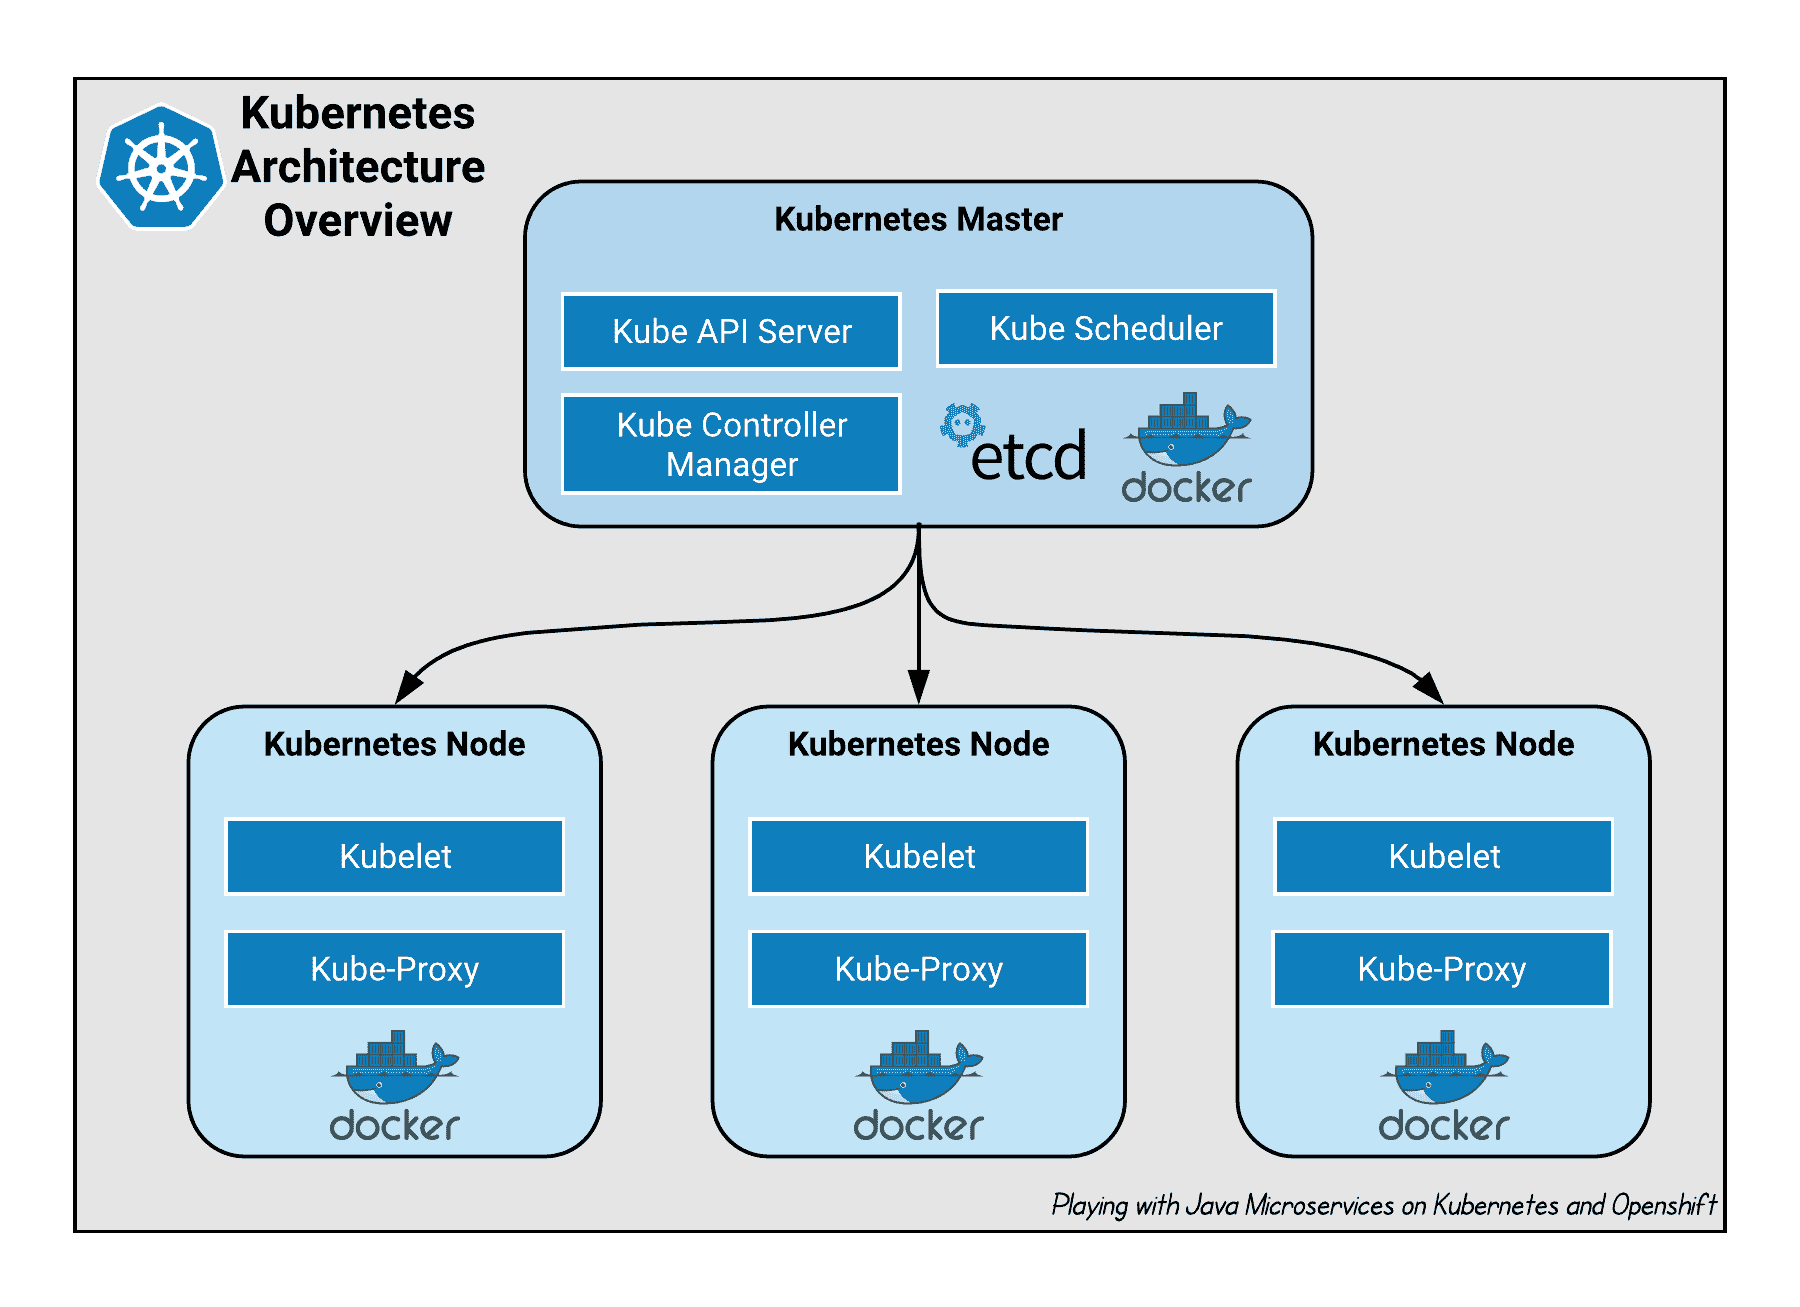 Kubernetes
Architecture
Overview
Kubernetes Master
Kube API Server
Kube Scheduler
Kube Controller
Manager
etcd
docker
Kubernetes Node
Kubelet
Kube-Proxy
docker
Kubernetes Node
Kubelet
Kube-Proxy
docker
Kubernetes Node
Kubelet
Kube-Proxy
docker
Playing with Java Microservices on Kubernetes and Openshift